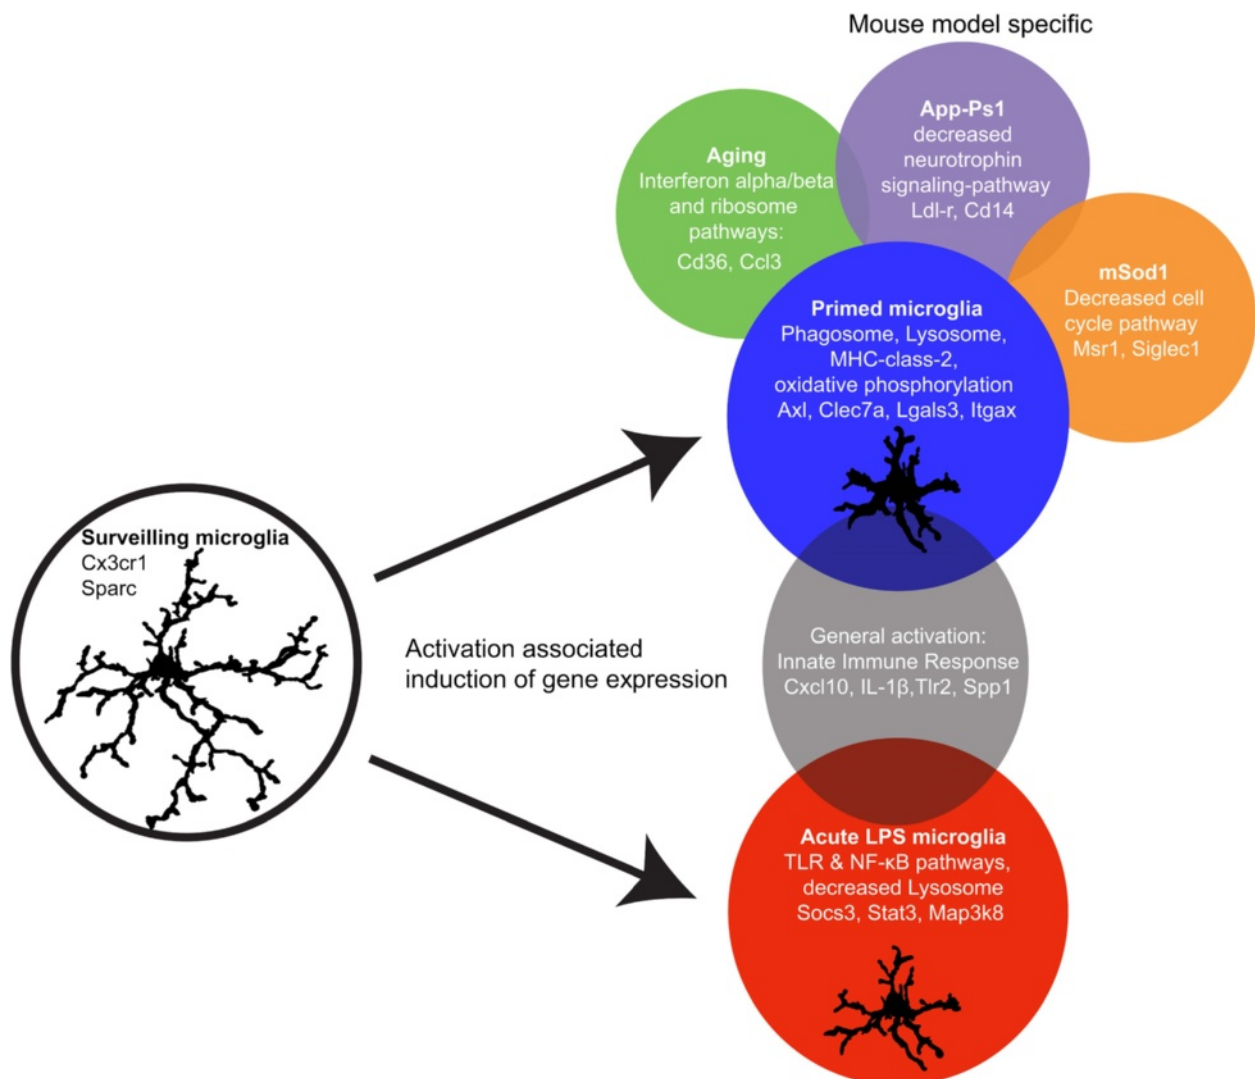 Mouse model specific
App-Ps1
decreased
neurotrophin
signaling-pathway
Ldl-r, Cd14
Aging
Interferon alpha/beta
and ribosome
pathways:
Cd36, Ccl3
mSod1
Decreased cell
cycle pathway
Msr1, Siglec1
Primed microglia
Phagosome, Lysosome,
MHC-class-2,
oxidative phosphorylation
Axl, Clec7a, Lgals3, Itgax
Surveilling microglia
Cx3cr1
Sparc
Activation associated
induction of gene expression
General activation:
Innate Immune Response
Cxcl10, IL-1β,Tlr2, Spp1
Acute LPS microglia
TLR & NF-κB pathways,
decreased Lysosome
Socs3, Stat3, Map3k8